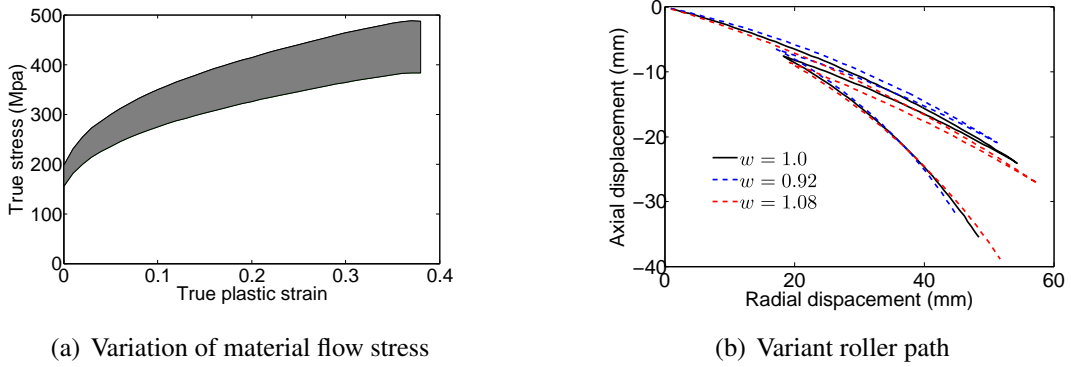 500
400
300
200
100
0
0
0.1
0.2
0.3
0.4
True stress (Mpa)
True plastic strain
(a) Variation of material flow stress
0
−10
−20
−30
−40
0
20
40
60
Axial displacement (mm)
Radial dispacement (mm)
w = 1.0
w = 0.92
w = 1.08
(b) Variant roller path